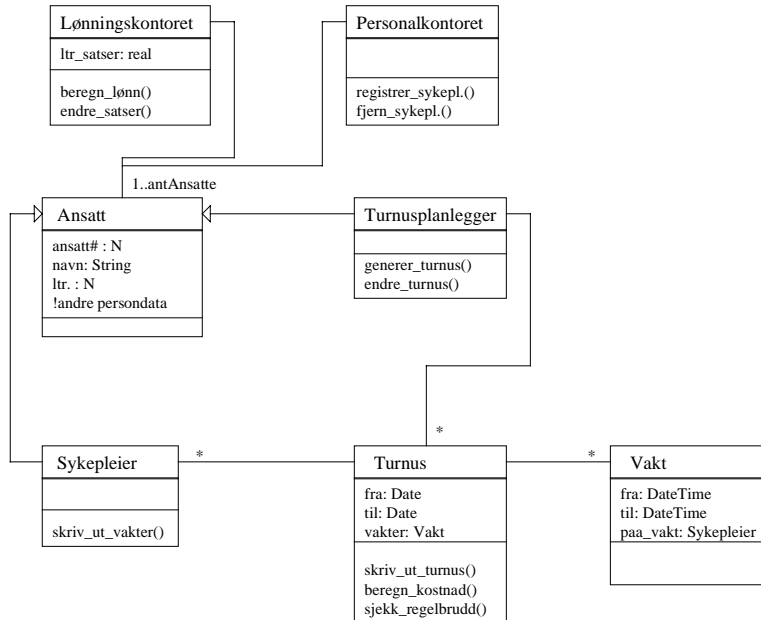 Lønningskontoret
ltr_satser: real
beregn_lønn()
endre_satser()
Personalkontoret
registrer_sykepl.()
fjern_sykepl.()
1..antAnsatte
Ansatt
ansatt# : N
navn: String
ltr. : N
!andre persondata
Turnusplanlegger
generer_turnus()
endre_turnus()
Sykepleier
skriv_ut_vakter()
*
*
Turnus
fra: Date
til: Date
vakter: Vakt
skriv_ut_turnus()
beregn_kostnad()
sjekk_regelbrudd()
*
Vakt
fra: DateTime
til: DateTime
paa_vakt: Sykepleier